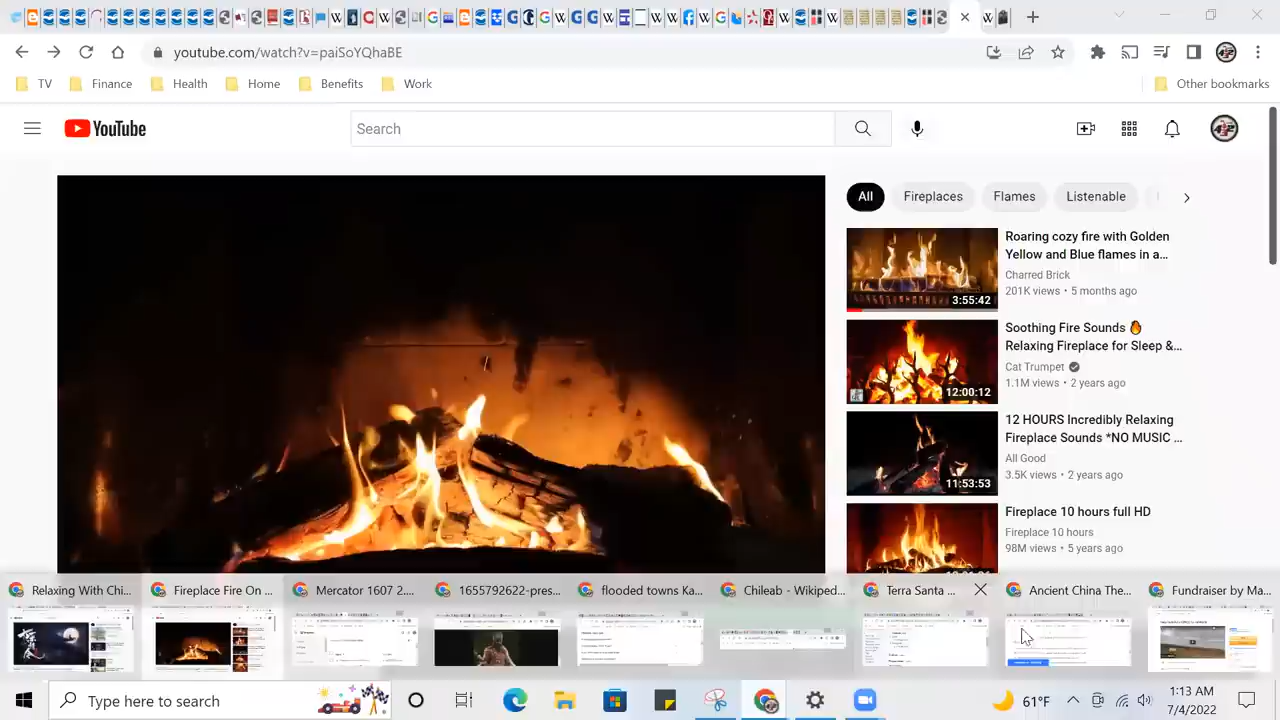 youtube.com/watch?v=paiSoYQhaBE
TV
Finance
Health
Home
Benefits
Work
Other bookmarks
YouTube
Search
All
Fireplaces
Flames
Listenable
Roaring cozy fire with Golden
Yellow and Blue flames in a...
Charred Brick
201K views • 5 months ago
3:55:42
Soothing Fire Sounds 🔥
Relaxing Fireplace for Sleep &...
Cat Trumpet
1.1M views • 2 years ago
12:00:12
12 HOURS Incredibly Relaxing
Fireplace Sounds *NO MUSIC ...
All Good
3.5K views • 2 years ago
11:53:53
Fireplace 10 hours full HD
Fireplace 10 hours
98M views • 5 years ago
Relaxing With Chi...
Fireplace Fire On ...
Mercator 1607 2....
1655792622-pres...
flooded towns Ka...
Chileab - Wikiped...
Terra Santa ...
Ancient China The...
Fundraiser by Ma...
Type here to search
61°F
1:13 AM
7/4/2022